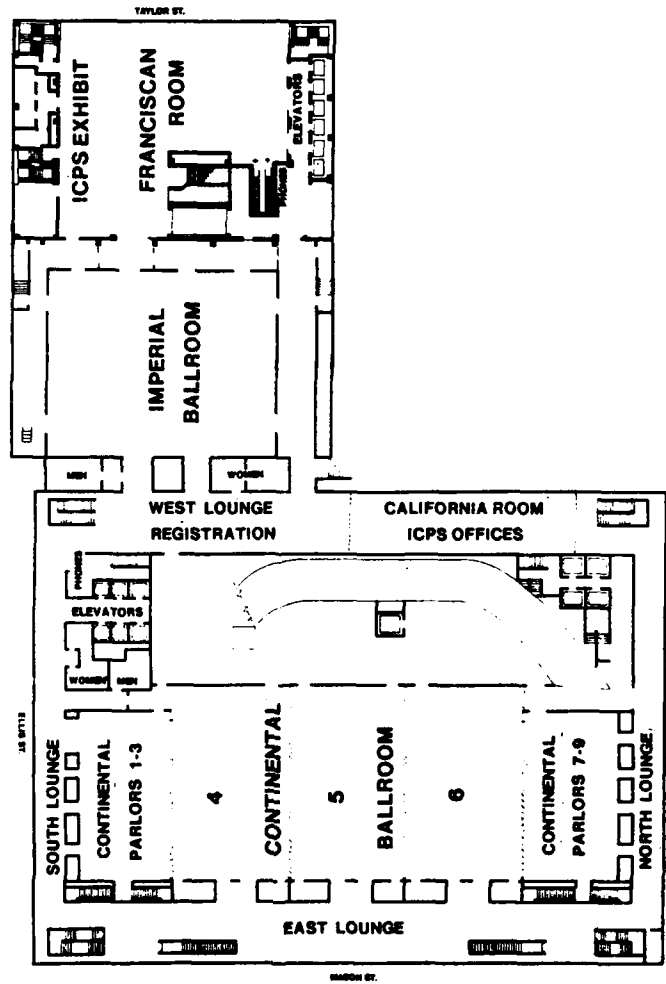 TAYLOR ST.
ICPS EXHIBIT
FRANCISCAN
ROOM
ELEVATORS
PHONES
IMPERIAL
BALLROOM
MEN
WOMEN
WEST LOUNGE
REGISTRATION
CALIFORNIA ROOM
ICPS OFFICES
PHONES
ELEVATORS
WOMEN
MEN
ELLIS ST.
SOUTH LOUNGE
CONTINENTAL
PARLORS 1-3
4
CONTINENTAL
5
BALLROOM
6
CONTINENTAL
PARLORS 7-9
NORTH LOUNGE
EAST LOUNGE
MASON ST.